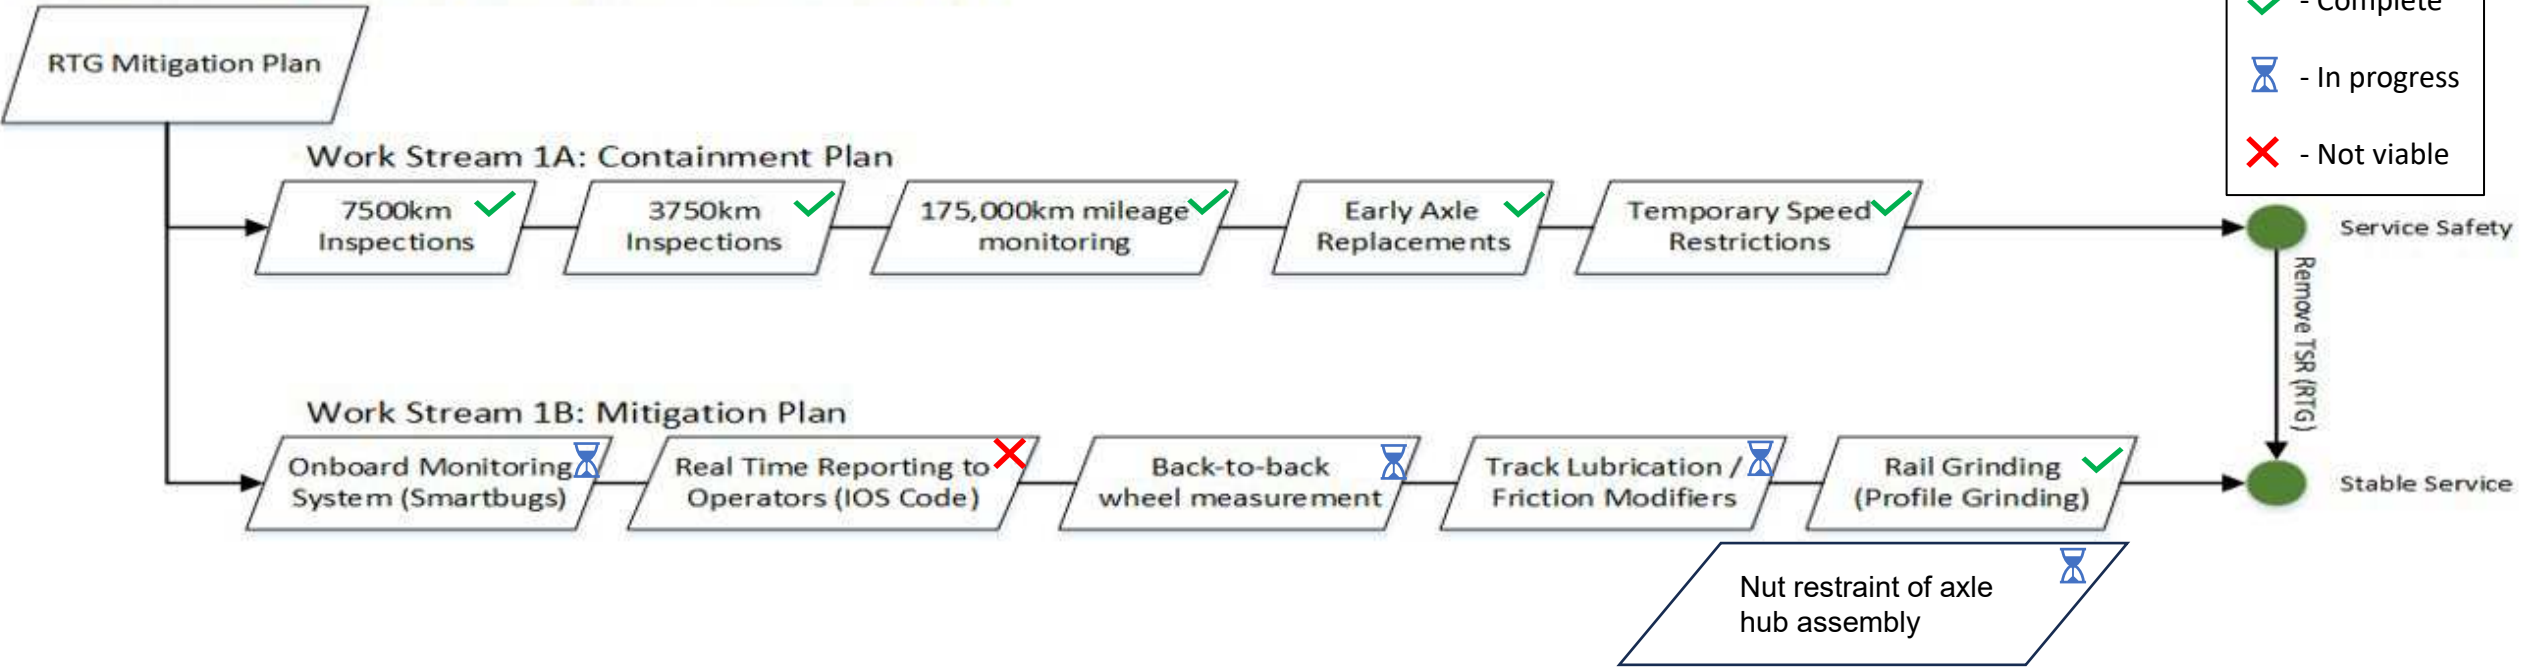 - Complete
RTG Mitigation Plan
- In progress
- Not viable
Work Stream 1A: Containment Plan
7500km
Inspections
3750km
Inspections
175,000km mileage
monitoring
Early Axle
Replacements
Temporary Speed
Restrictions
Service Safety
Remove TSR (RTG)
Work Stream 1B: Mitigation Plan
Onboard Monitoring
System (Smartbugs)
Real Time Reporting to
Operators (IOS Code)
Back-to-back
wheel measurement
Track Lubrication /
Friction Modifiers
Rail Grinding
(Profile Grinding)
Stable Service
Nut restraint of axle
hub assembly